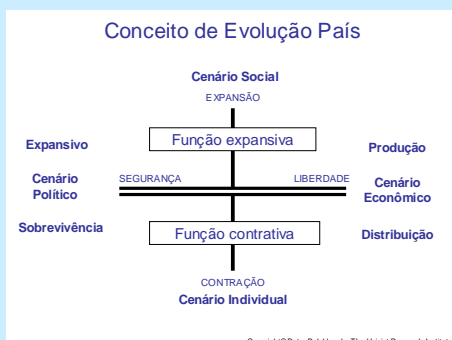 Conceito de Evolução País
Cenário Social
EXPANSÃO
Função expansiva
Expansivo
Produção
SEGURANÇA
LIBERDADE
Cenário
Político
Cenário
Econômico
Sobrevivência
Função contrativa
Distribuição
CONTRAÇÃO
Cenário Individual